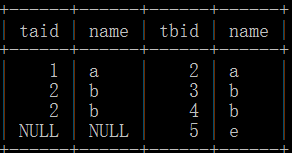 +------+------+------+------+
| taid | name | tbid | name |
+------+------+------+------+
|    1 | a    |    2 | a    |
|    2 | b    |    3 | b    |
|    2 | b    |    4 | b    |
| NULL | NULL |    5 | e    |
+------+------+------+------+